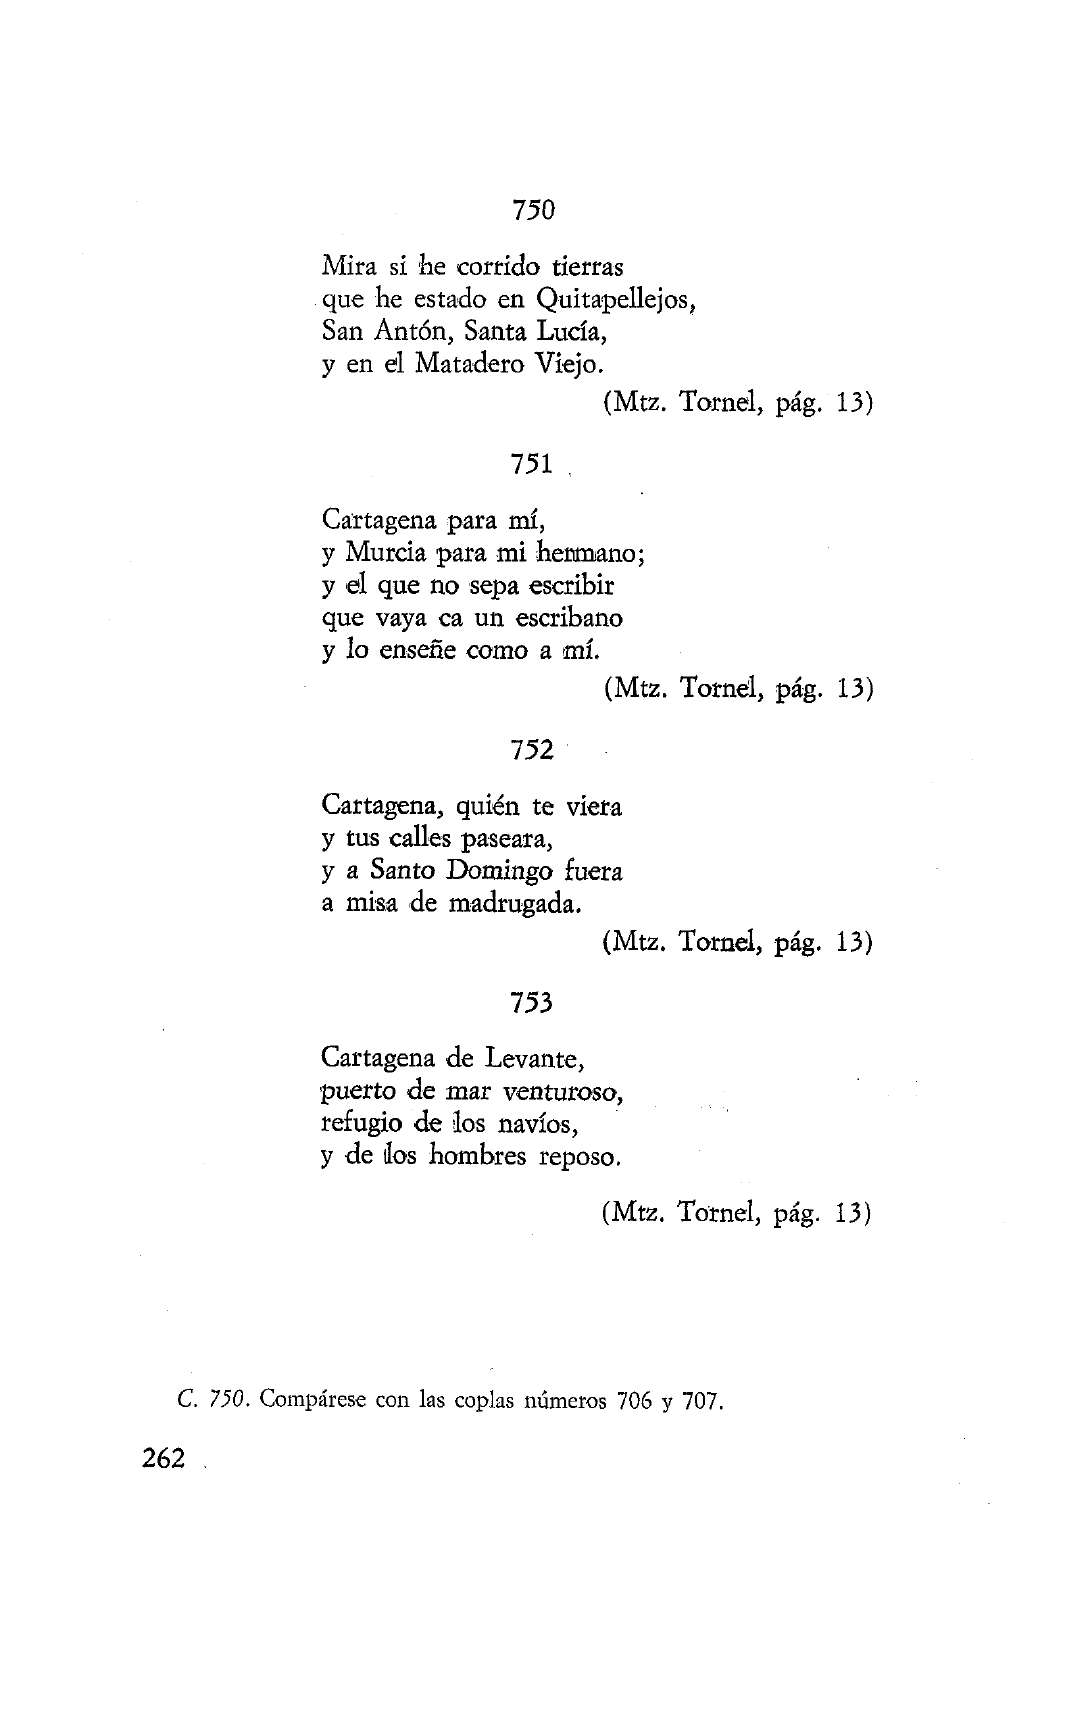 750
Mira si he corrido tierras
que he estado en Quitapellejos,
San Antón, Santa Lucía,
y en el Matadero Viejo.
(Mtz. Tornel, pág. 13)
751
Cartagena para mí,
y Murcia para mi hermano;
y el que no sepa escribir
que vaya ca un escribano
y lo enseñe como a mí.
(Mtz. Tornel, pág. 13)
752
Cartagena, quién te viera
y tus calles paseara,
y a Santo Domingo fuera
a misa de madrugada.
(Mtz. Tornel, pág. 13)
753
Cartagena de Levante,
puerto de mar venturoso,
refugio de los navíos,
y de los hombres reposo.
(Mtz. Tornel, pág. 13)
C. 750. Compárese con las coplas números 706 y 707.
262